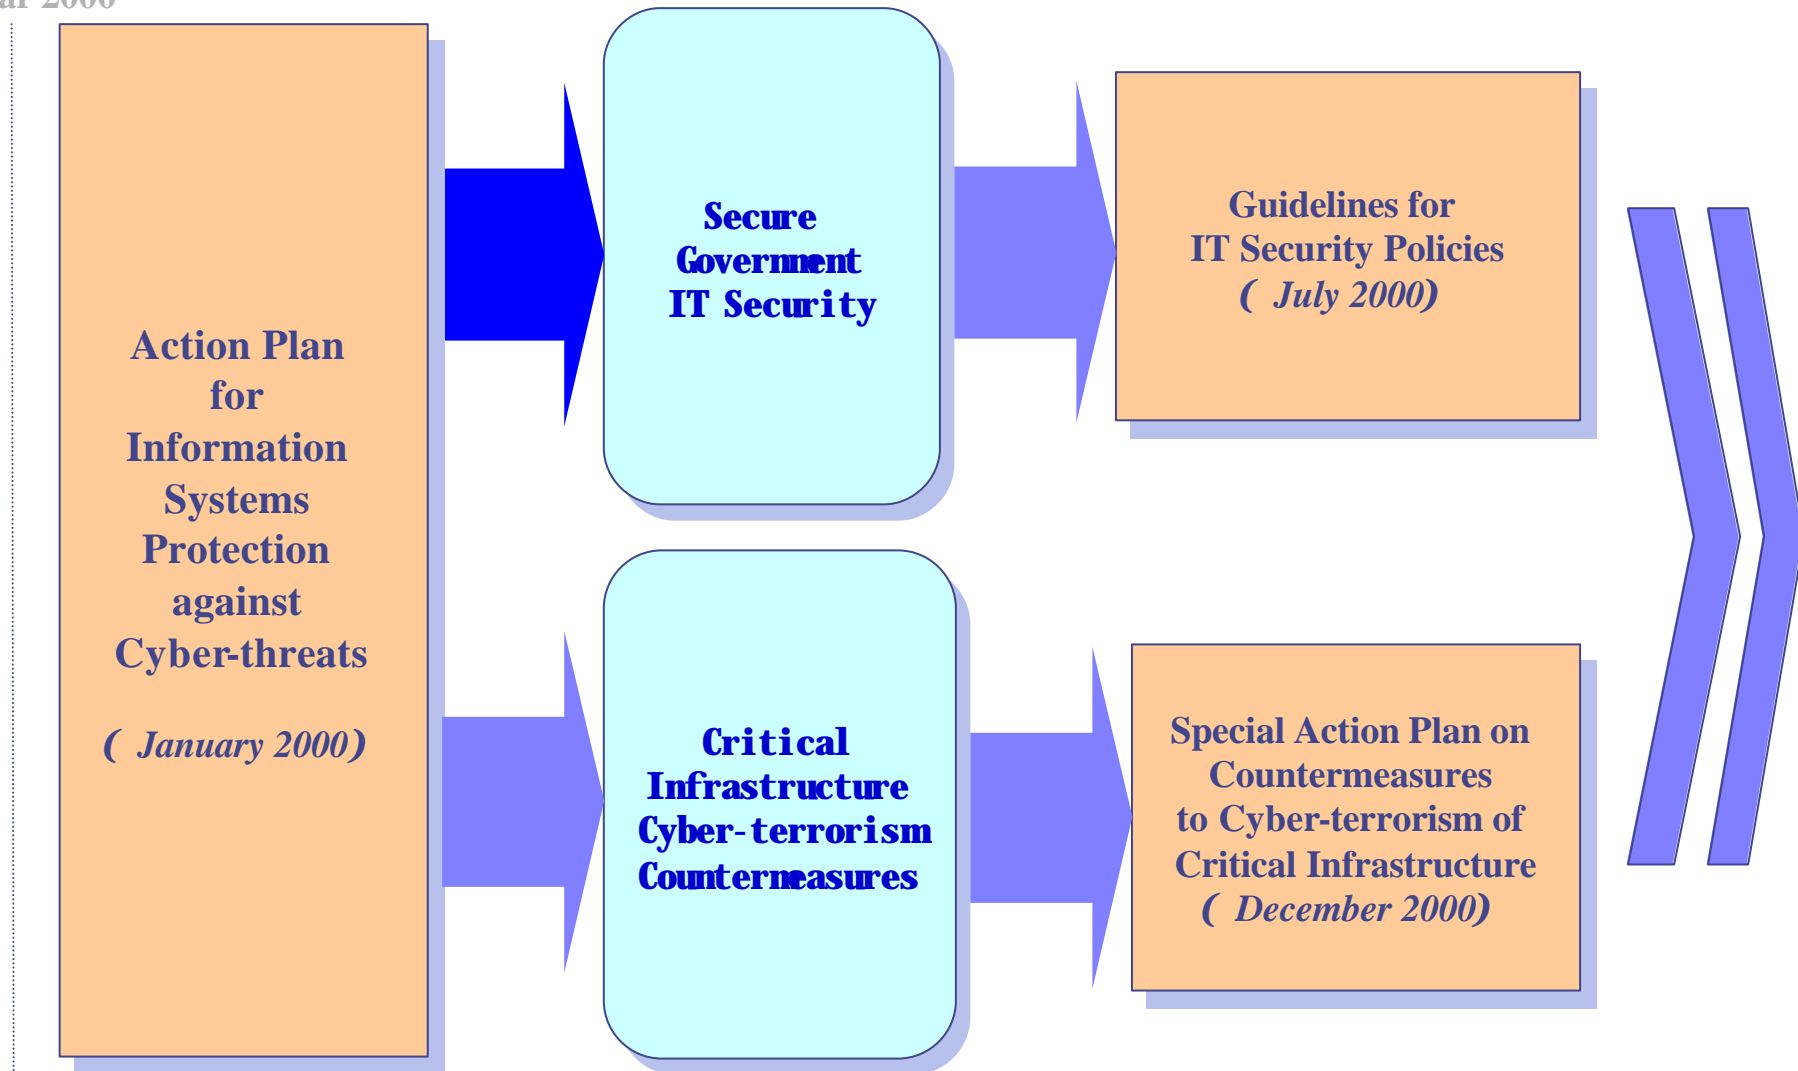 2000
Action Plan
for
Information
Systems
Protection
against
Cyber-threats
( January 2000)
Secure
Government
IT Security
Guidelines for
IT Security Policies
( July 2000)
Critical
Infrastructure
Cyber-terrorism
Countermeasures
Special Action Plan on
Countermeasures
to Cyber-terrorism of
Critical Infrastructure
( December 2000)